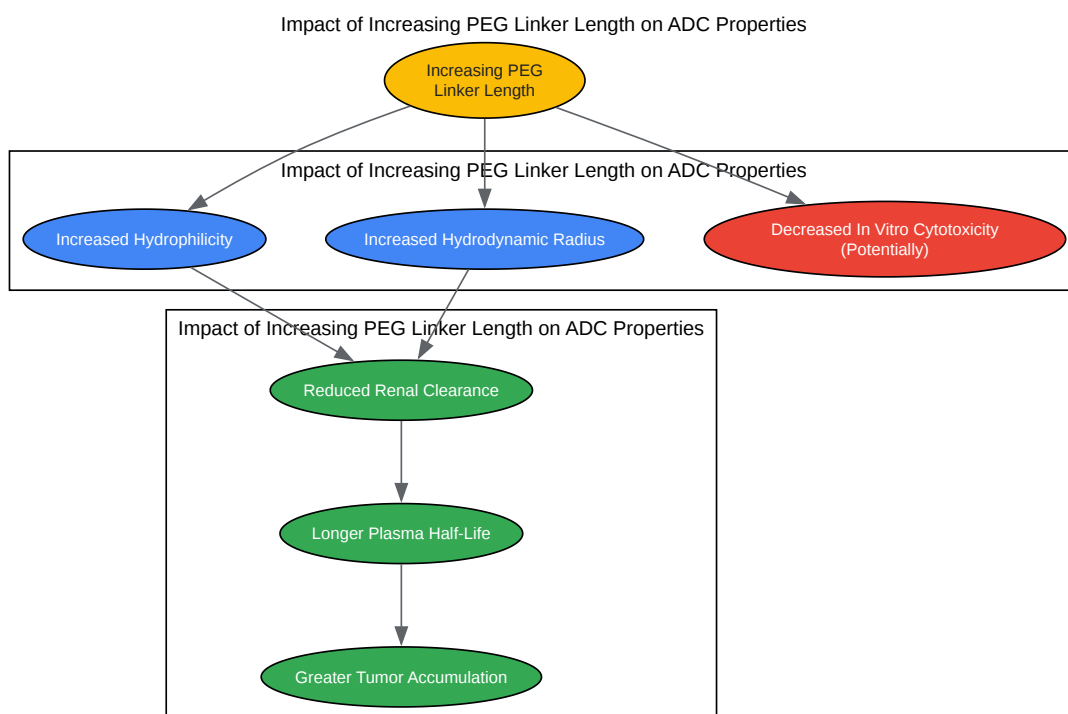 Impact of Increasing PEG Linker Length on ADC Properties
Increasing PEG
Linker Length
Impact of Increasing PEG Linker Length on ADC Properties
Increased Hydrophilicity
Increased Hydrodynamic Radius
Decreased In Vitro Cytotoxicity
(Potentially)
Impact of Increasing PEG Linker Length on ADC Properties
Reduced Renal Clearance
Longer Plasma Half-Life
Greater Tumor Accumulation